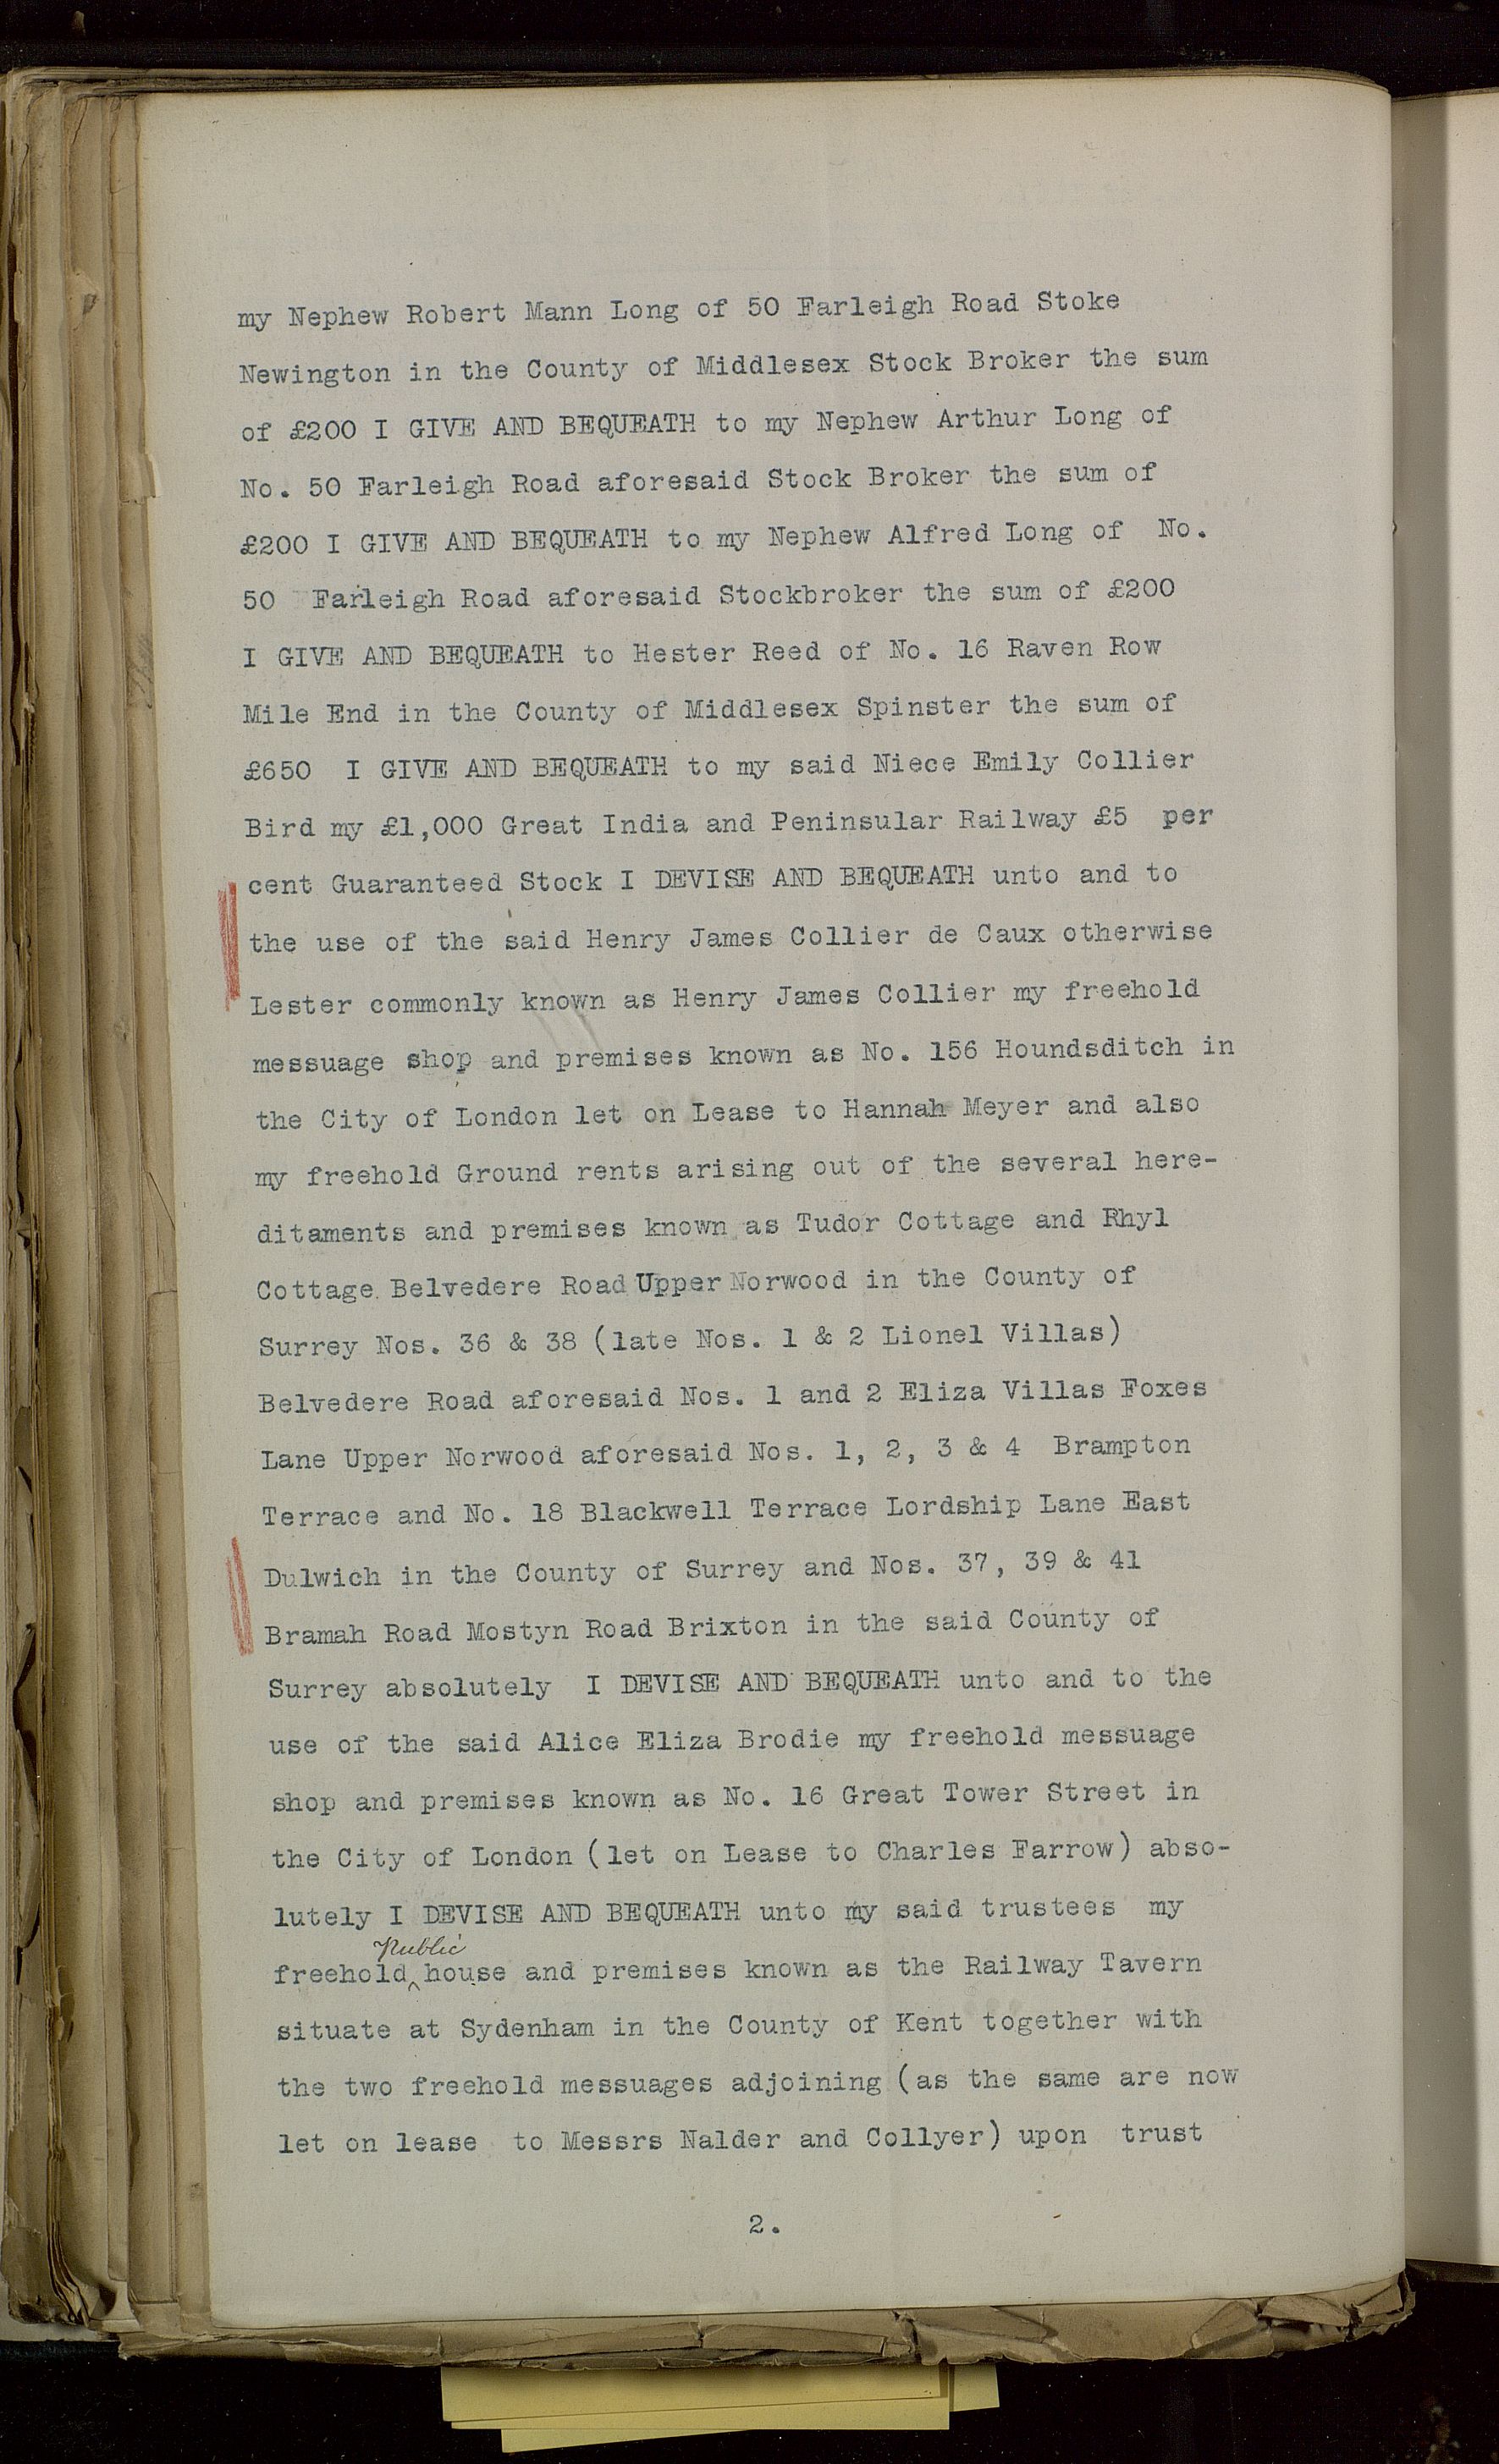 my Nephew Robert Mann Long of 50 Farleigh Road Stoke
Newington in the County of Middlesex Stock Broker the sum
of £200 I GIVE AND BEQUEATH to my Nephew Arthur Long of
No. 50 Farleigh Road aforesaid Stock Broker the sum of
£200 I GIVE AND BEQUEATH to my Nephew Alfred Long of No.
50 Farleigh Road aforesaid Stockbroker the sum of £200
I GIVE AND BEQUEATH to Hester Reed of No. 16 Raven Row
Mile End in the County of Middlesex Spinster the sum of
£650 I GIVE AND BEQUEATH to my said Niece Emily Collier
Bird my £1,000 Great India and Peninsular Railway £5 per
cent Guaranteed Stock I DEVISE AND BEQUEATH unto and to
the use of the said Henry James Collier de Caux otherwise
Lester commonly known as Henry James Collier my freehold
messuage shop and premises known as No. 156 Houndsditch in
the City of London let on Lease to Hannah Meyer and also
my freehold Ground rents arising out of the several here-
ditaments and premises known as Tudor Cottage and Rhyl
Cottage Belvedere Road Upper Norwood in the County of
Surrey Nos. 36 & 38 (late Nos. 1 & 2 Lionel Villas)
Belvedere Road aforesaid Nos. 1 and 2 Eliza Villas Foxes
Lane Upper Norwood aforesaid Nos. 1, 2, 3 & 4 Brampton
Terrace and No. 18 Blackwell Terrace Lordship Lane East
Dulwich in the County of Surrey and Nos. 37, 39 & 41
Bramah Road Mostyn Road Brixton in the said County of
Surrey absolutely I DEVISE AND BEQUEATH unto and to the
use of the said Alice Eliza Brodie my freehold messuage
shop and premises known as No. 16 Great Tower Street in
the City of London (let on Lease to Charles Farrow) abso-
lutely I DEVISE AND BEQUEATH unto my said trustees my
Public
freehold ‸ house and premises known as the Railway Tavern
situate at Sydenham in the County of Kent together with
the two freehold messuages adjoining (as the same are now
let on lease to Messrs Nalder and Collyer) upon trust
2.